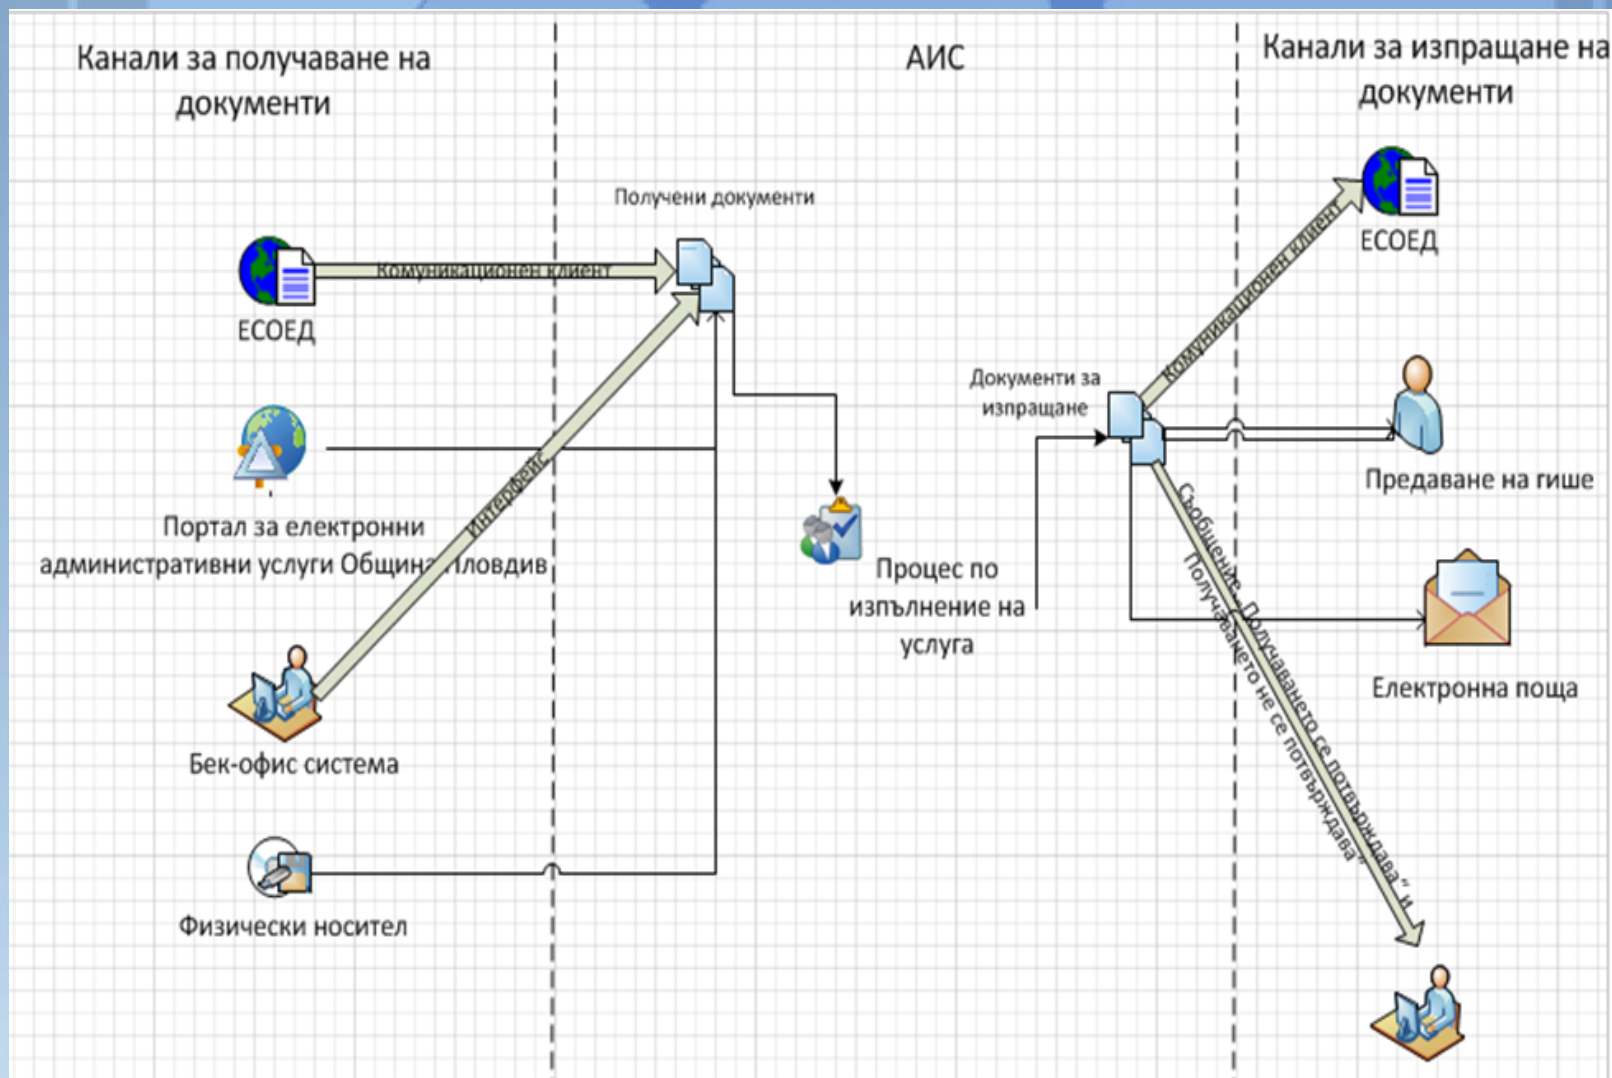 Канали за получаване на
документи
АИС
Канали за изпращане на
документи
Получени документи
Комуникационен клиент
ЕСОЕД
Комуникационен клиент
ЕСОЕД
Документи за
изпращане
Предаване на гише
Интерфейс
Портал за електронни
административни услуги Община Пловдив
Процес по
изпълнение на
услуга
Съобщение „Получаването се потвърждава“ и
Получаването не се потвърждава“
Електронна поща
Бек-офис система
Физически носител